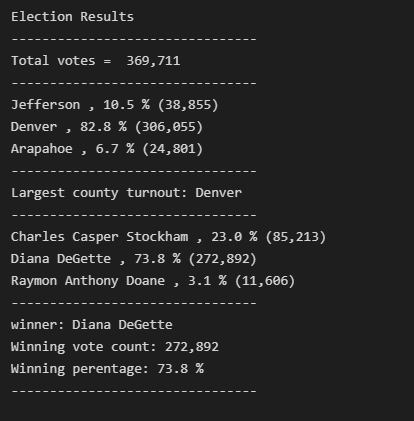 Election Results
-------------------------------
Total votes =  369,711
-------------------------------
Jefferson , 10.5 % (38,855)
Denver , 82.8 % (306,055)
Arapahoe , 6.7 % (24,801)
-------------------------------
Largest county turnout: Denver
-------------------------------
Charles Casper Stockham , 23.0 % (85,213)
Diana DeGette , 73.8 % (272,892)
Raymon Anthony Doane , 3.1 % (11,606)
-------------------------------
winner: Diana DeGette
Winning vote count: 272,892
Winning perentage: 73.8 %
-------------------------------